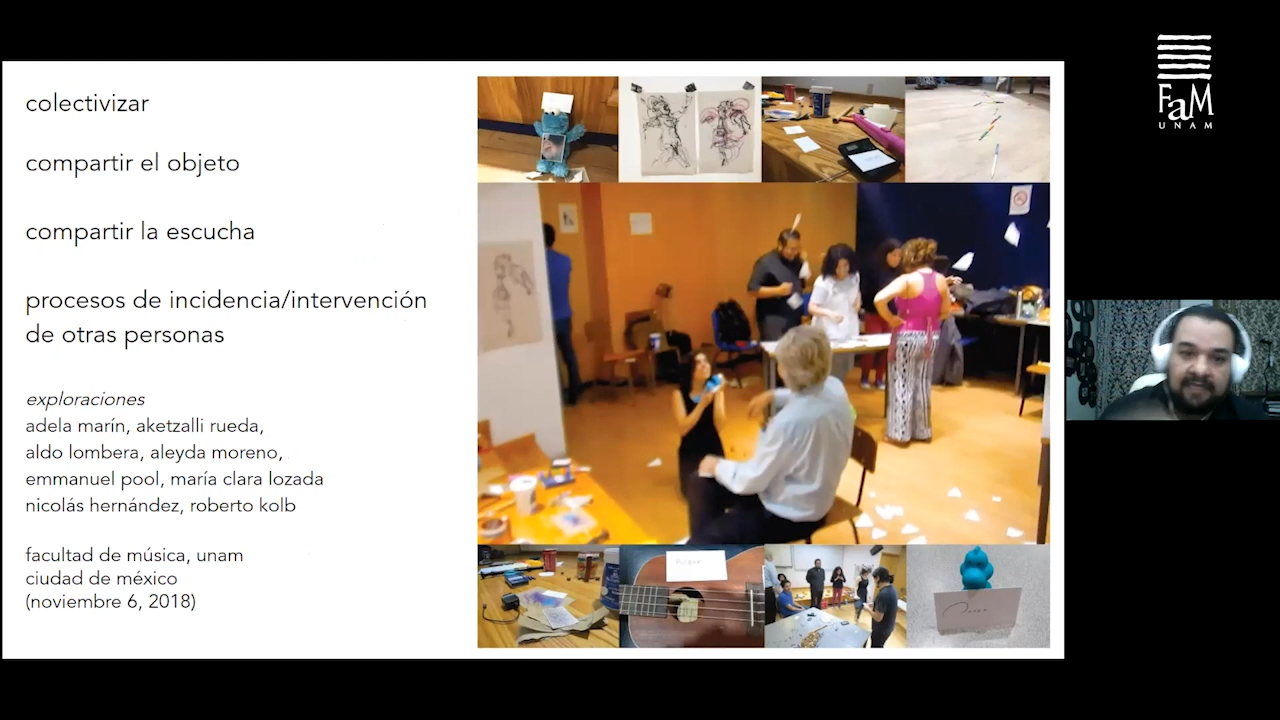 colectivizar
compartir el objeto
compartir la escucha
procesos de incidencia/intervención
de otras personas
exploraciones
adela marín, aketzalli rueda,
aldo lombera, aleyda moreno,
emmanuel pool, maría clara lozada
nicolás hernández, roberto kolb
facultad de música, unam
ciudad de méxico
(noviembre 6, 2018)
FaM
UNAM